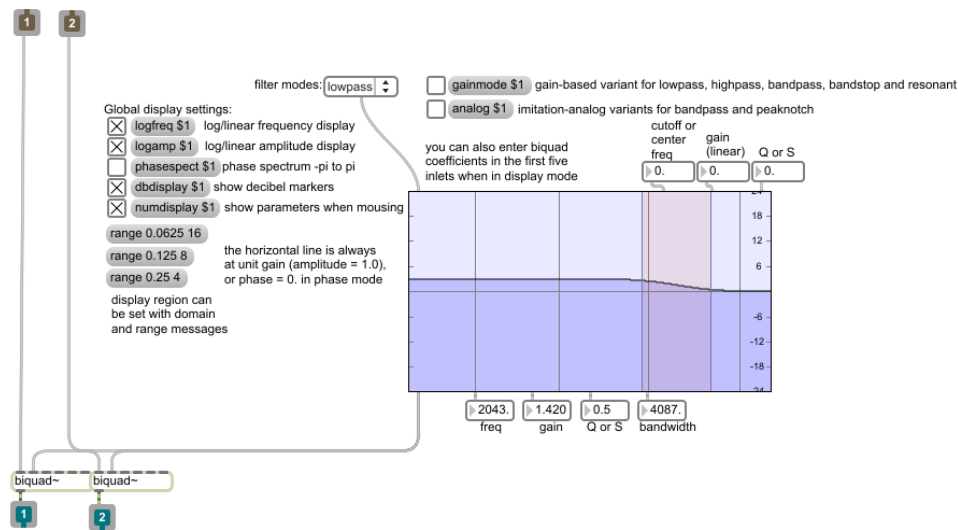 1
2
filter modes:
lowpass
gainmode $1
gain-based variant for lowpass, highpass, bandpass, bandstop and resonant
analog $1
imitation-analog variants for bandpass and peaknotch
Global display settings:
logfreq $1
log/linear frequency display
logamp $1
log/linear amplitude display
phasespect $1
phase spectrum -pi to pi
dbdisplay $1
show decibel markers
numdisplay $1
show parameters when mousing
you can also enter biquad
coefficients in the first five
inlets when in display mode
cutoff or
center
freq
gain
(linear)
Q or S
0.
0.
0.
range 0.0625 16
range 0.125 8
range 0.25 4
the horizontal line is always
at unit gain (amplitude = 1.0),
or phase = 0. in phase mode
display region can
be set with domain
and range messages
24
18
12
6
-6
-12
-18
24
2043.
1.420
0.5
4087.
freq
gain
Q or S
bandwidth
biquad~
biquad~
1
2